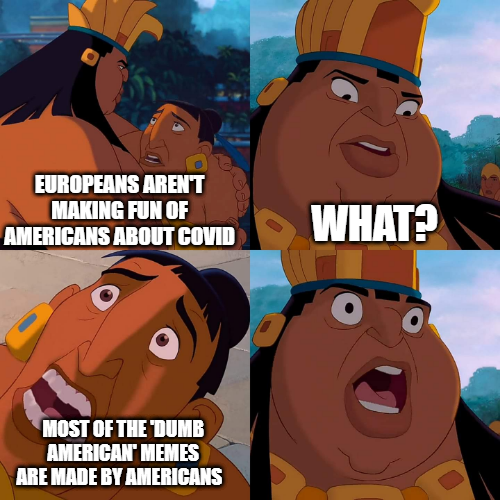 EUROPEANS AREN'T
MAKING FUN OF
AMERICANS ABOUT COVID
WHAT?
MOST OF THE 'DUMB
AMERICAN' MEMES
ARE MADE BY AMERICANS